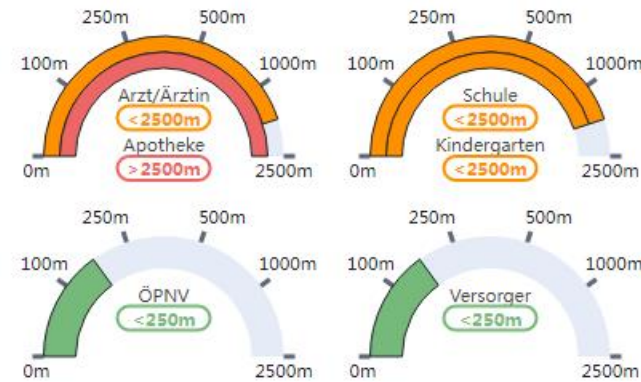 250m 500m
100m 1000m
Arzt/Ärztin
<2500m
Apotheke
>2500m
0m 2500m
250m 500m
100m 1000m
Schule
<2500m
Kindergarten
<2500m
0m 2500m
250m 500m
100m 1000m
ÖPNV
<250m
0m 2500m
250m 500m
100m 1000m
Versorger
<250m
0m 2500m